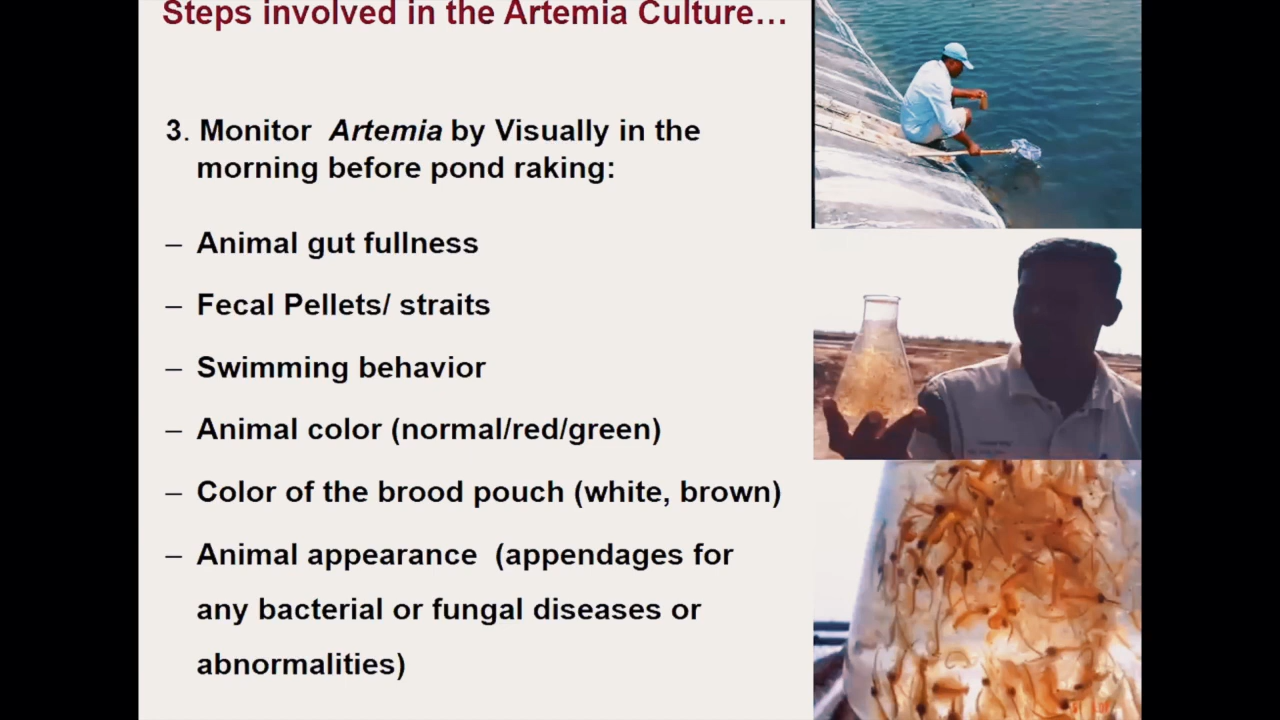 Steps involved in the Artemia Culture…
3. Monitor Artemia by Visually in the
morning before pond raking:
– Animal gut fullness
– Fecal Pellets/ straits
– Swimming behavior
– Animal color (normal/red/green)
– Color of the brood pouch (white, brown)
– Animal appearance (appendages for
any bacterial or fungal diseases or
abnormalities)